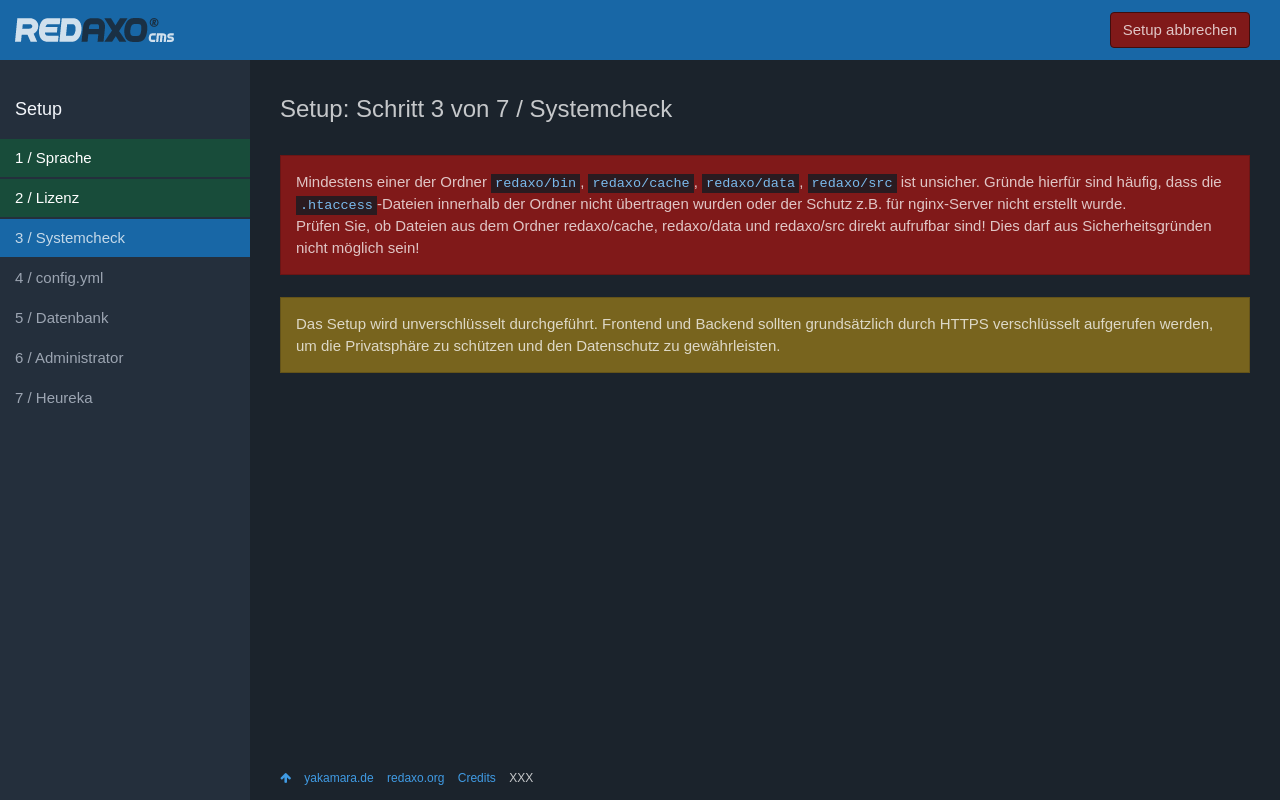 REDAXO® cms
Setup abbrechen
Setup
1 / Sprache
2 / Lizenz
3 / Systemcheck
4 / config.yml
5 / Datenbank
6 / Administrator
7 / Heureka
Setup: Schritt 3 von 7 / Systemcheck
Mindestens einer der Ordner redaxo/bin, redaxo/cache, redaxo/data, redaxo/src ist unsicher. Gründe hierfür sind häufig, dass die
.htaccess-Dateien innerhalb der Ordner nicht übertragen wurden oder der Schutz z.B. für nginx-Server nicht erstellt wurde.
Prüfen Sie, ob Dateien aus dem Ordner redaxo/cache, redaxo/data und redaxo/src direkt aufrufbar sind! Dies darf aus Sicherheitsgründen
nicht möglich sein!
Das Setup wird unverschlüsselt durchgeführt. Frontend und Backend sollten grundsätzlich durch HTTPS verschlüsselt aufgerufen werden,
um die Privatsphäre zu schützen und den Datenschutz zu gewährleisten.
yakamara.de redaxo.org Credits XXX